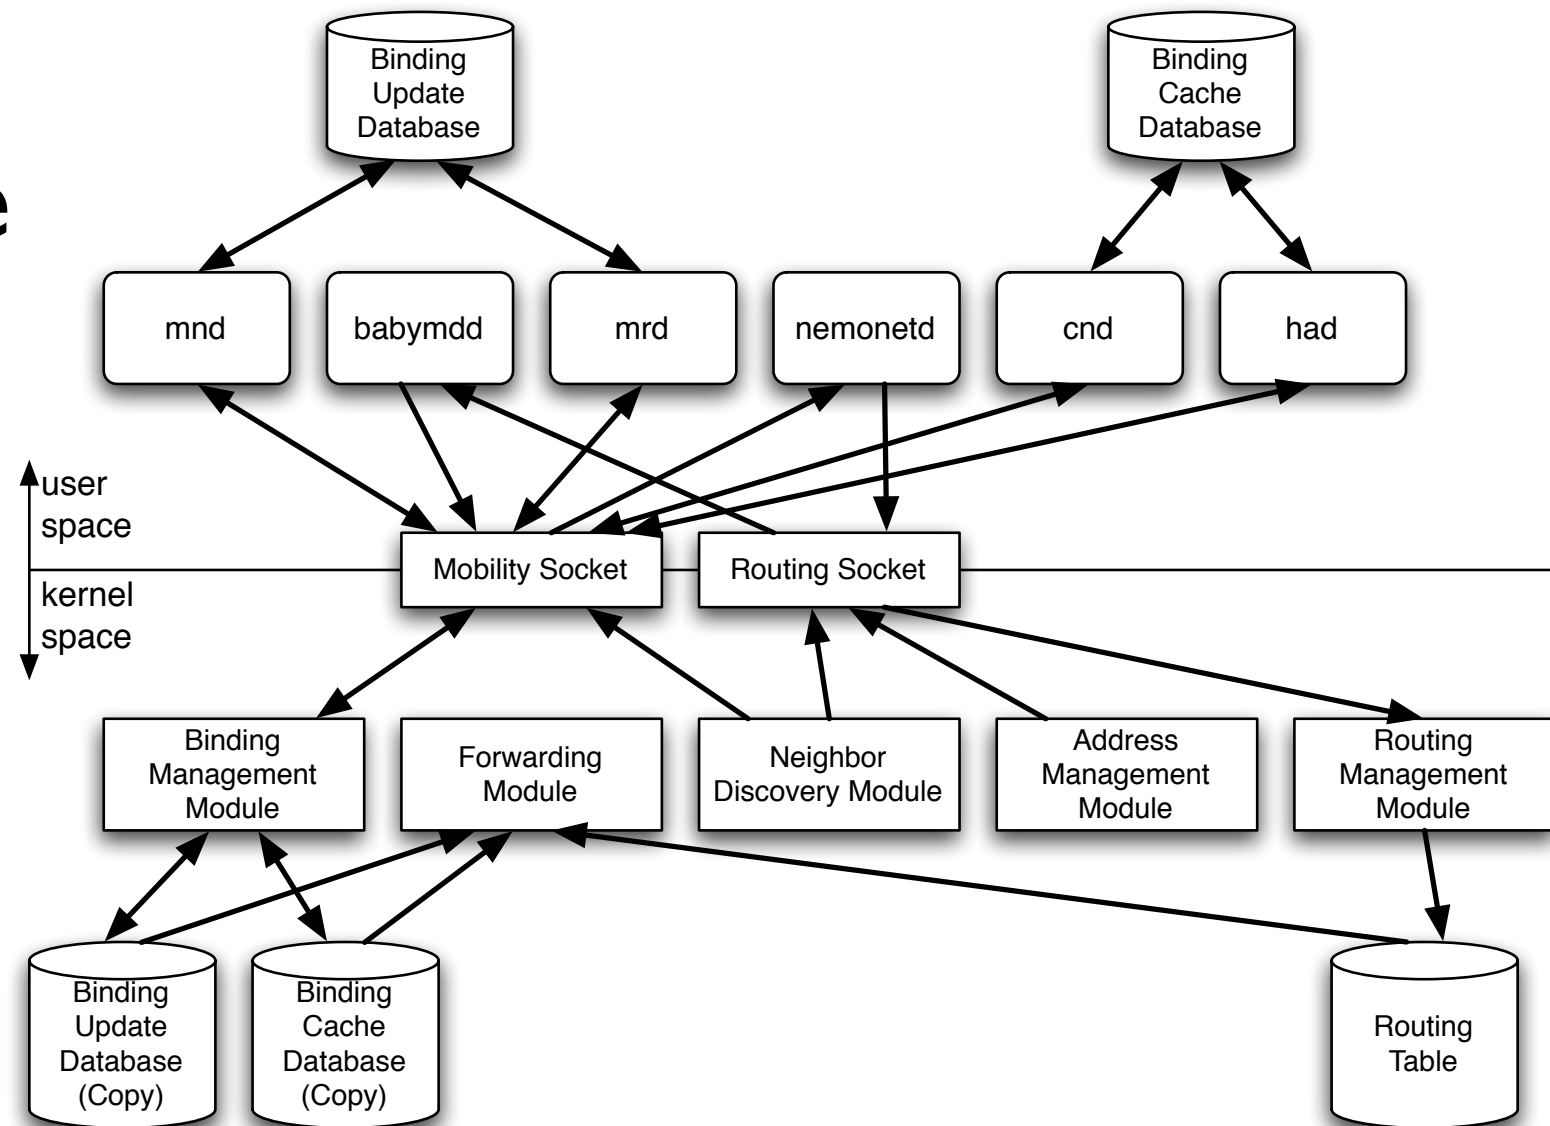 Binding
Update
Database
Binding
Cache
Database
e
mnd
babymdd
mrd
nemonetd
cnd
had
user
space
Mobility Socket
Routing Socket
kernel
space
Binding
Management
Module
Forwarding
Module
Neighbor
Discovery Module
Address
Management
Module
Routing
Management
Module
Binding
Update
Database
(Copy)
Binding
Cache
Database
(Copy)
Routing
Table